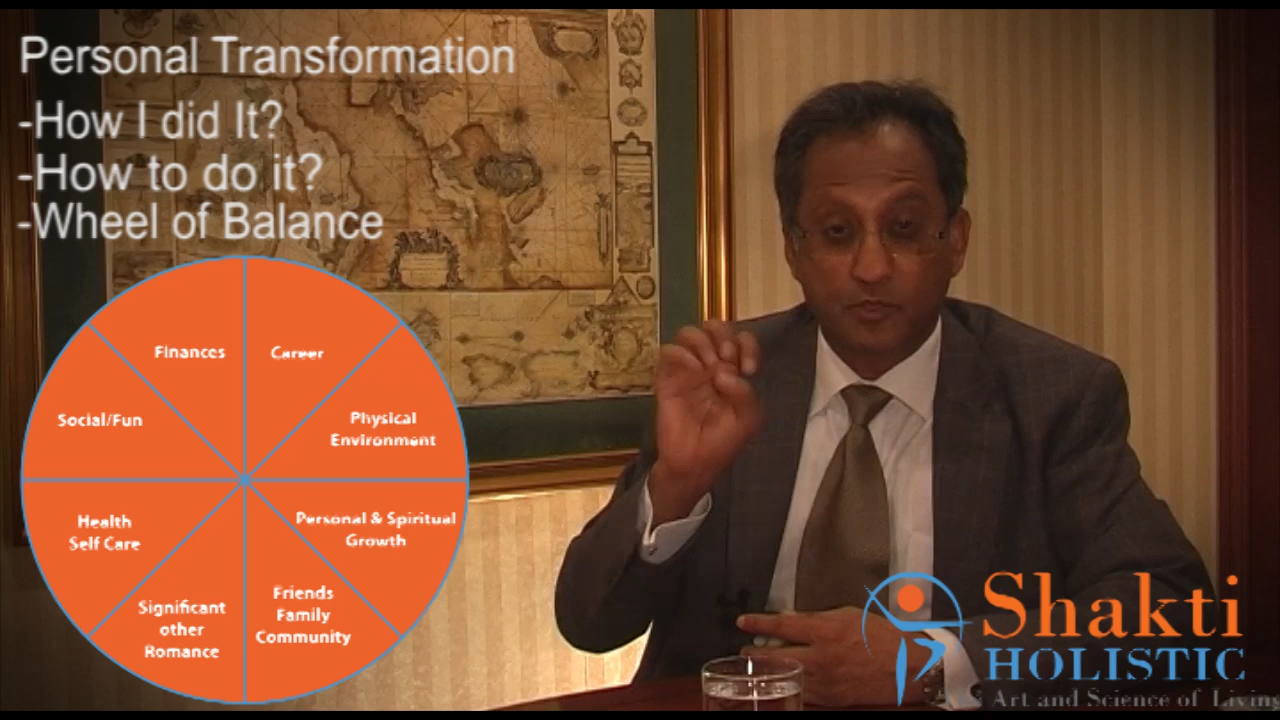 Personal Transformation
-How I did It?
-How to do it?
-Wheel of Balance
Finances
Career
Social/Fun
Physical
Environment
Health
Self Care
Personal & Spiritual
Growth
Significant
other
Romance
Friends
Family
Community
Shakti
HOLISTIC
Art and Science of Living